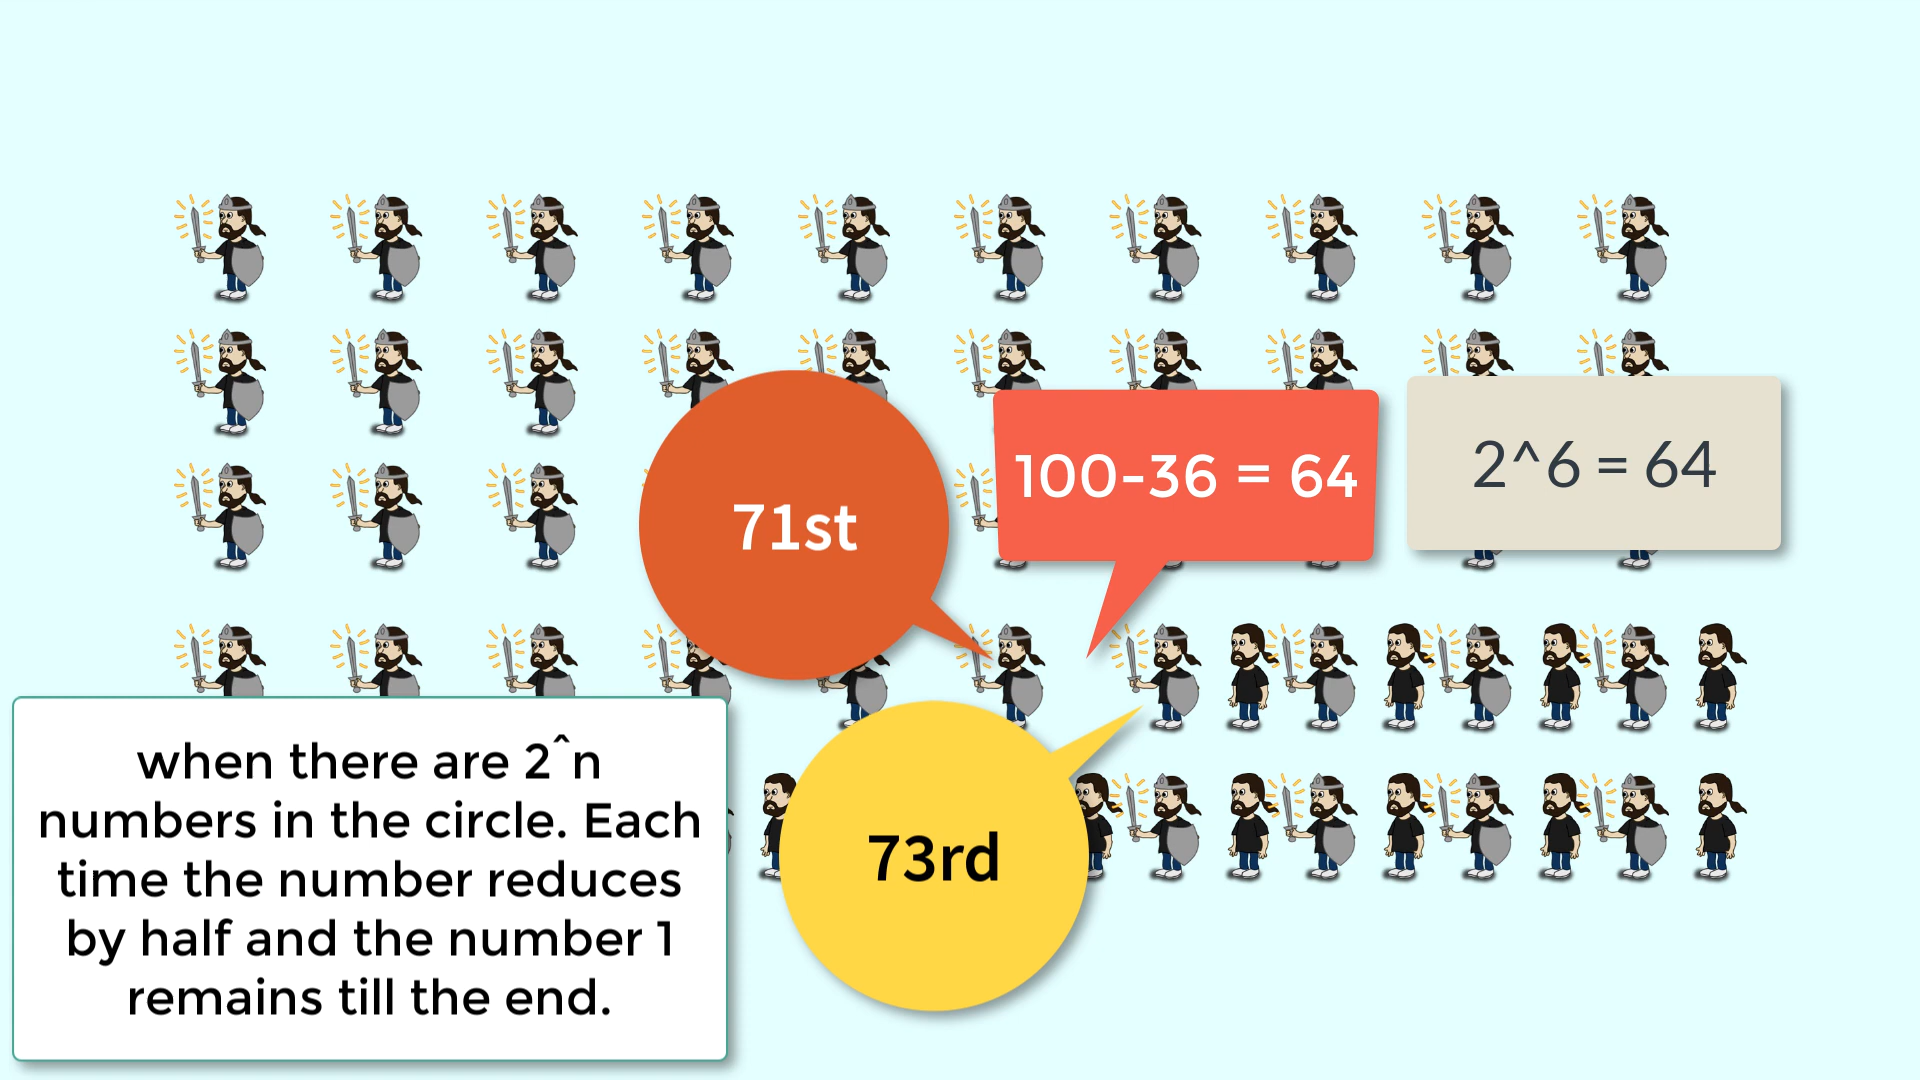 71st
100-36 = 64
2^6 = 64
when there are 2^n
numbers in the circle. Each
time the number reduces
by half and the number 1
remains till the end.
73rd